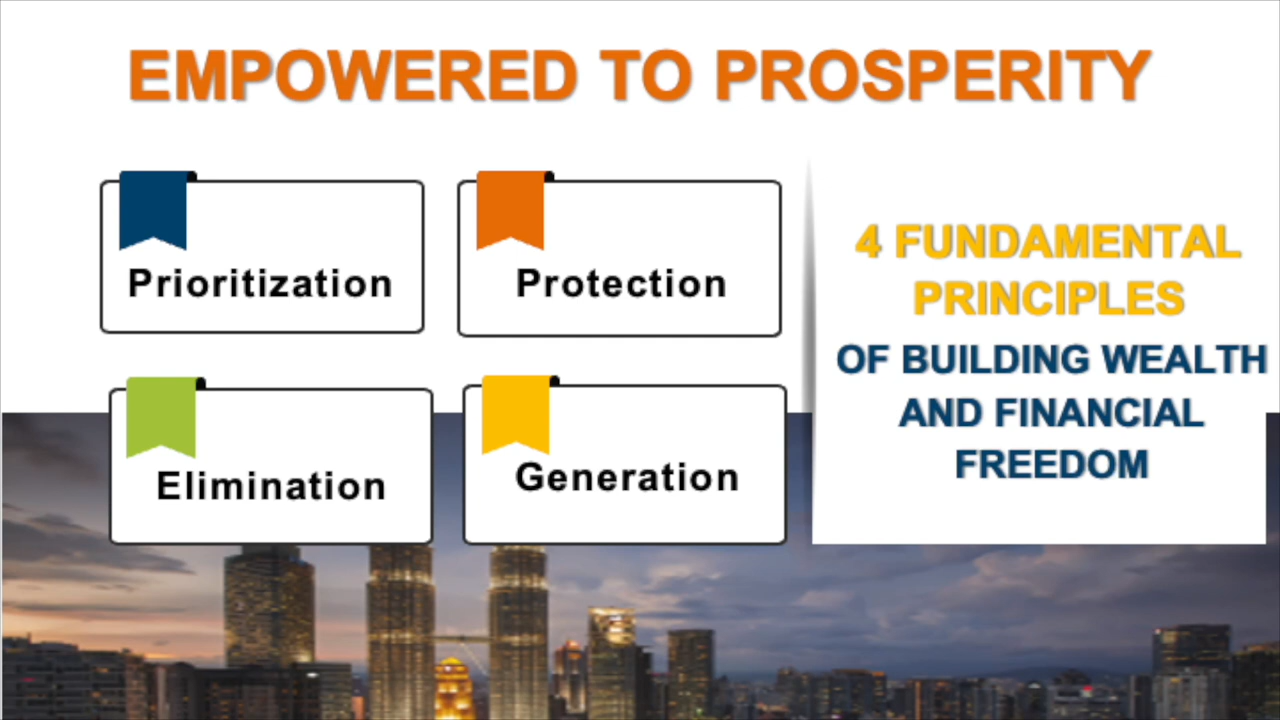 EMPOWERED TO PROSPERITY
Prioritization
Protection
Elimination
Generation
4 FUNDAMENTAL
PRINCIPLES
OF BUILDING WEALTH
AND FINANCIAL
FREEDOM